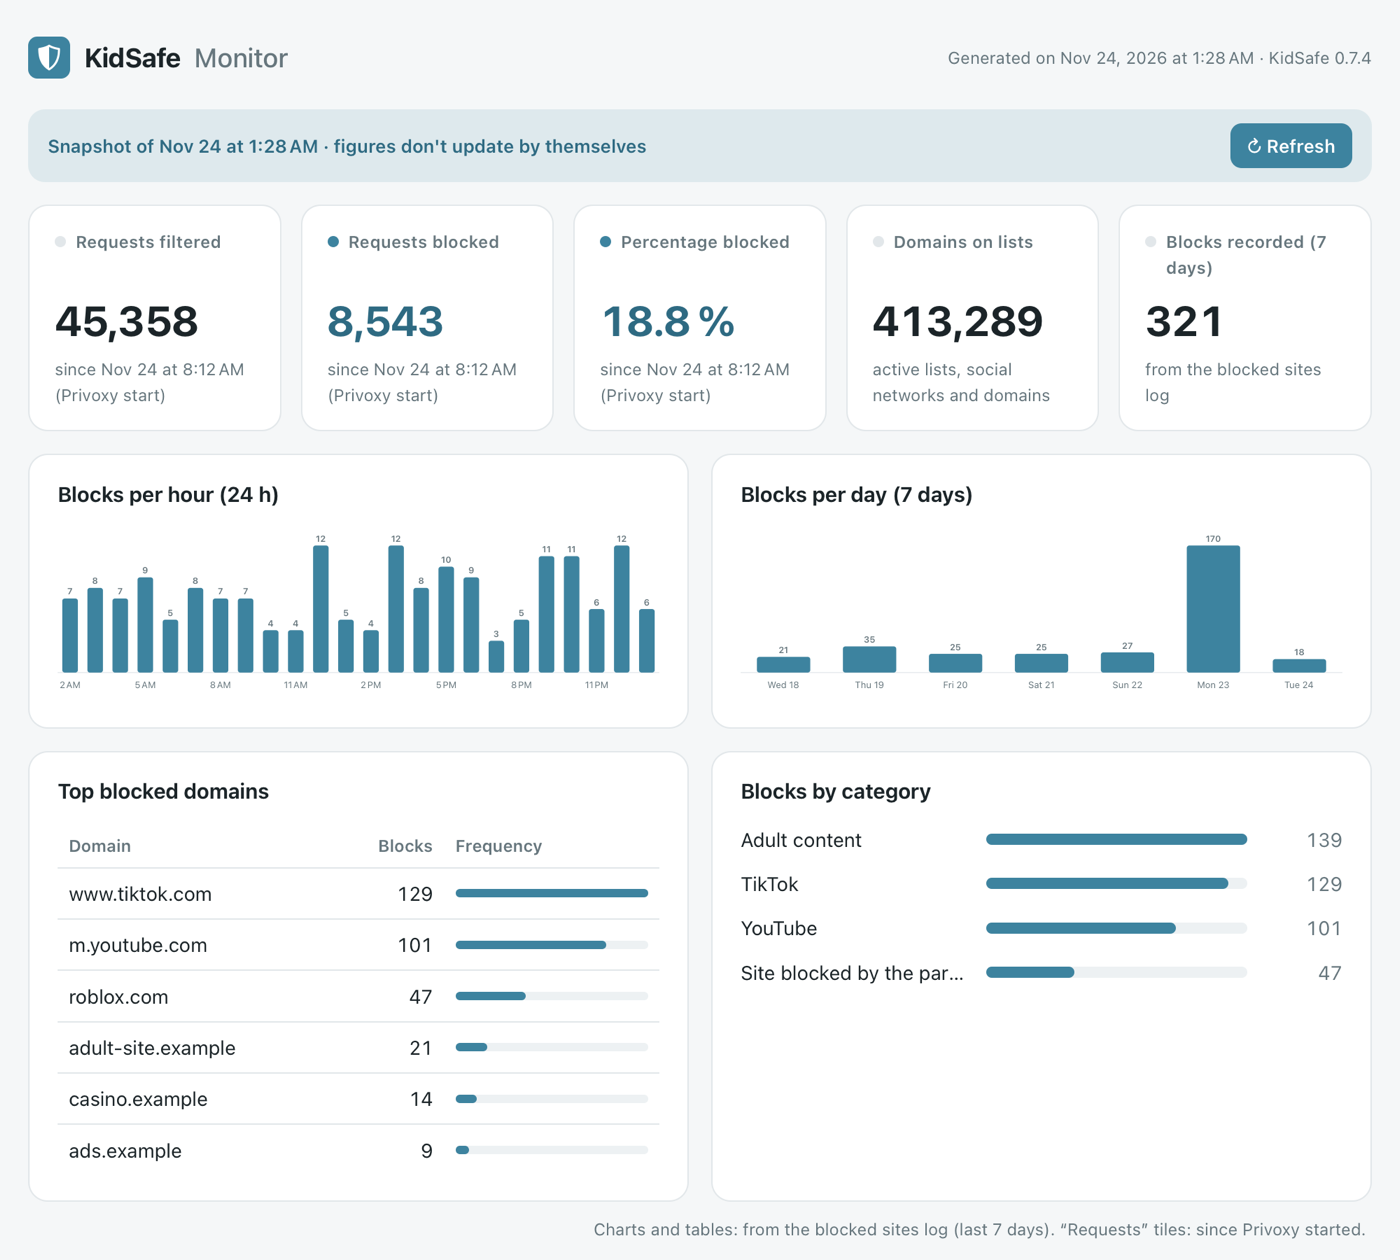 KidSafe Monitor
Generated on Nov 24, 2026 at 1:28 AM · KidSafe 0.7.4
Snapshot of Nov 24 at 1:28 AM · figures don't update by themselves
↻ Refresh
Requests filtered
45,358
since Nov 24 at 8:12 AM
(Privoxy start)
Requests blocked
8,543
since Nov 24 at 8:12 AM
(Privoxy start)
Percentage blocked
18.8 %
since Nov 24 at 8:12 AM
(Privoxy start)
Domains on lists
413,289
active lists, social
networks and domains
Blocks recorded (7
days)
321
from the blocked sites
log
Blocks per hour (24 h)
7 8 7 9 5 8 7 7 4 4 12 5 4 12 8 10 9 3 5 11 11 6 12 6
2 AM 5 AM 8 AM 11 AM 2 PM 5 PM 8 PM 11 PM
Blocks per day (7 days)
21 35 25 25 27 170 18
Wed 18 Thu 19 Fri 20 Sat 21 Sun 22 Mon 23 Tue 24
Top blocked domains
Domain Blocks Frequency
www.tiktok.com 129
m.youtube.com 101
roblox.com 47
adult-site.example 21
casino.example 14
ads.example 9
Blocks by category
Adult content 139
TikTok 129
YouTube 101
Site blocked by the par... 47
Charts and tables: from the blocked sites log (last 7 days). “Requests” tiles: since Privoxy started.